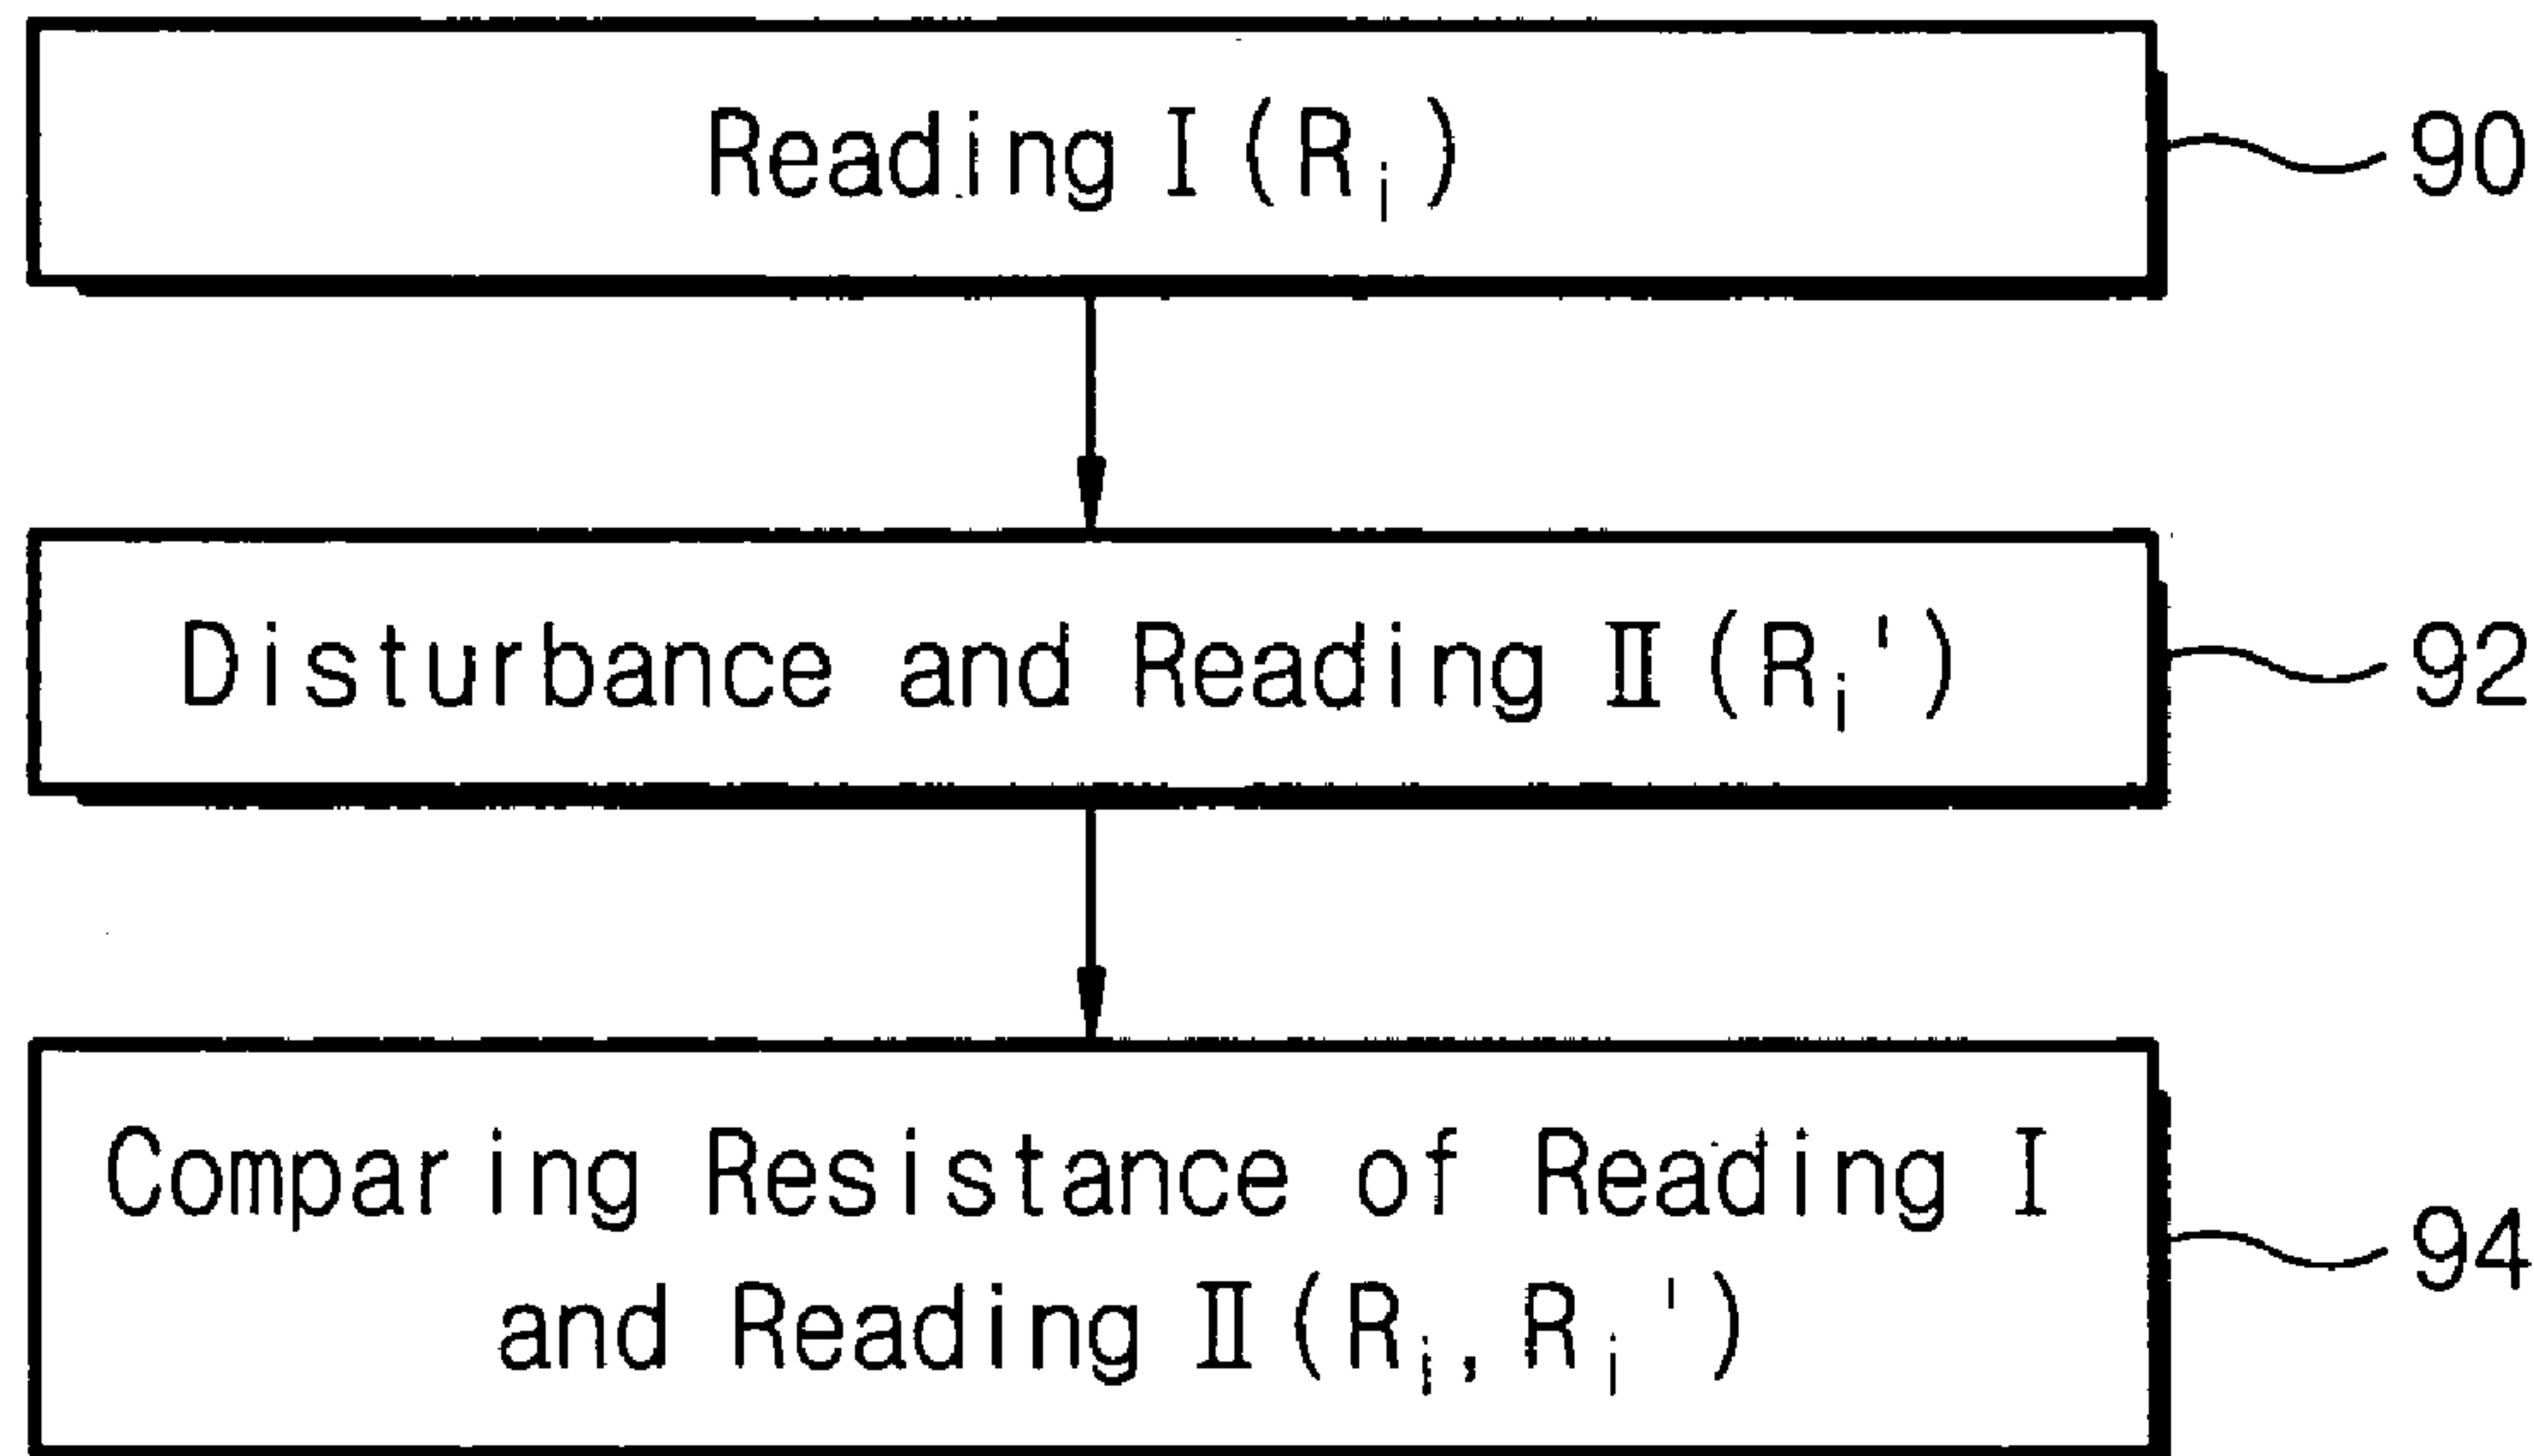 Reading I (Rᵢ)
90
Disturbance and Reading Ⅱ (Rᵢ')
92
Comparing Resistance of Reading I
and Reading Ⅱ (Rᵢ, Rᵢ')
94